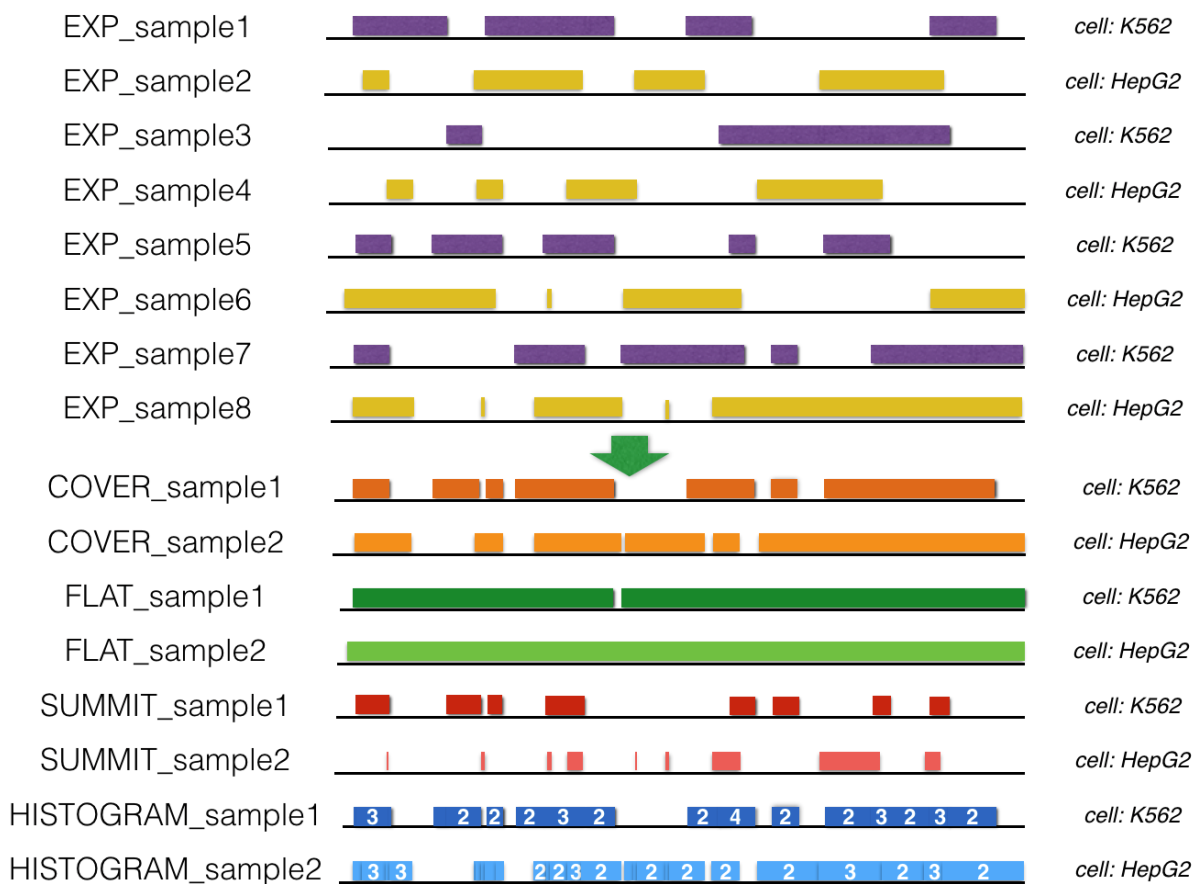 EXP_sample1 cell: K562
EXP_sample2 cell: HepG2
EXP_sample3 cell: K562
EXP_sample4 cell: HepG2
EXP_sample5 cell: K562
EXP_sample6 cell: HepG2
EXP_sample7 cell: K562
EXP_sample8 cell: HepG2
COVER_sample1 cell: K562
COVER_sample2 cell: HepG2
FLAT_sample1 cell: K562
FLAT_sample2 cell: HepG2
SUMMIT_sample1 cell: K562
SUMMIT_sample2 cell: HepG2
HISTOGRAM_sample1 3 2 2 2 3 2 2 4 2 2 3 2 3 2 cell: K562
HISTOGRAM_sample2 3 3 2 2 3 2 2 2 2 3 2 3 2 cell: HepG2